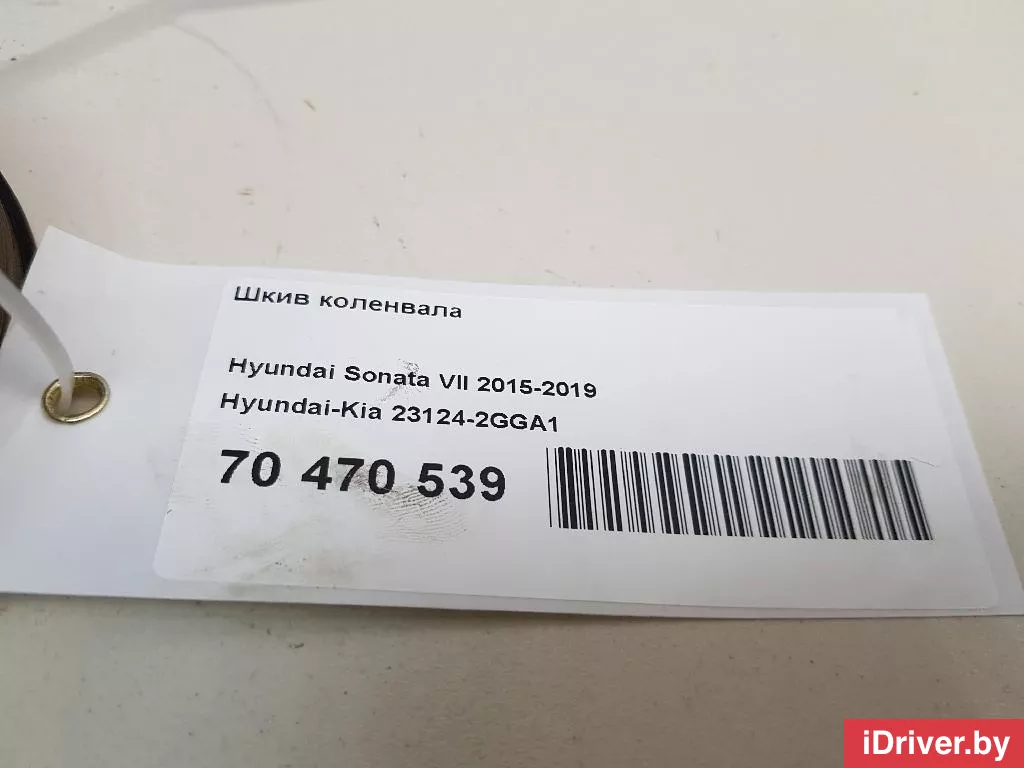 Шкив коленвала
Hyundai Sonata VII 2015-2019
Hyundai-Kia 23124-2GGA1
70 470 539
iDriver.by